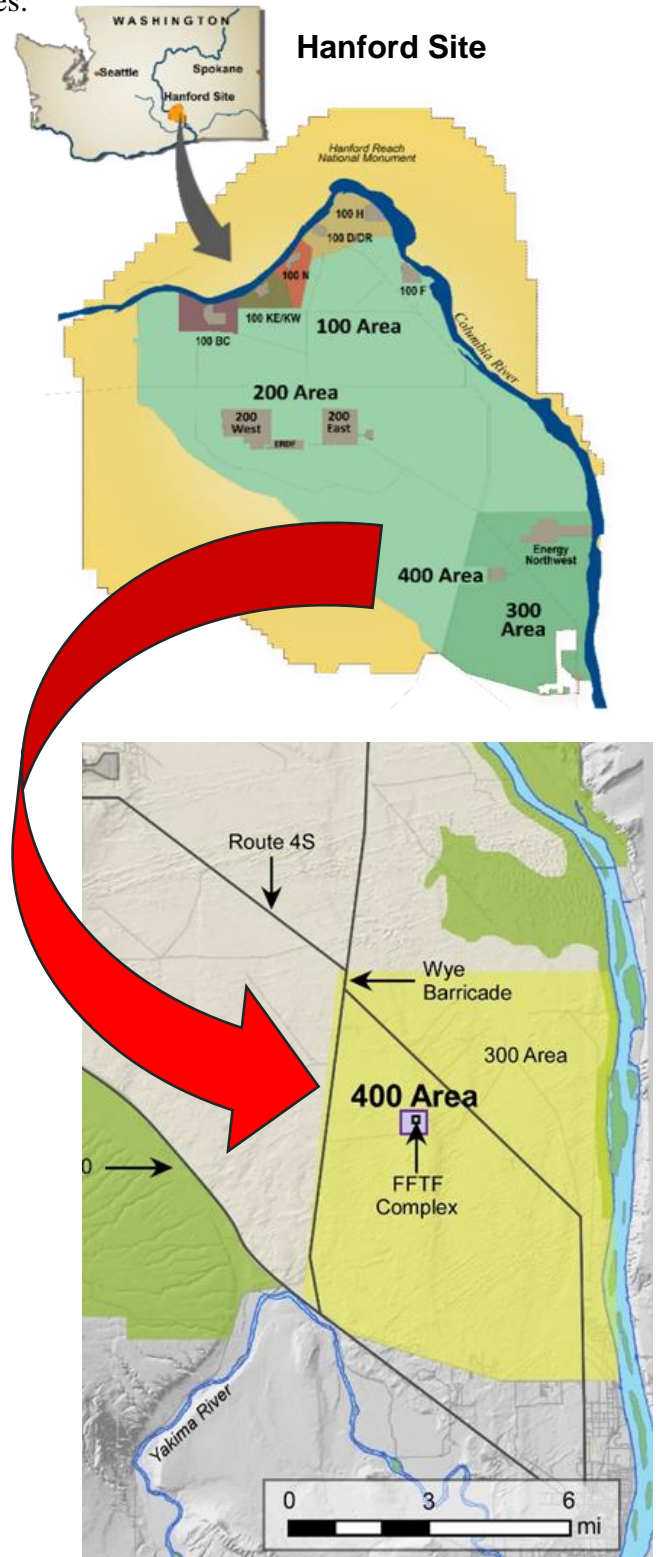 es.
WASHINGTON
Hanford Site
Seattle
Spokane
Hanford Site
Hanford Reach
National Monument
100 H
100 D/DR
100 N
100 F
100 KE/KW
100 Area
100 BC
Columbia River
200 Area
200
West
200
East
ERDF
Energy
Northwest
400 Area
300
Area
Route 4S
Wye
Barricade
300 Area
400 Area
0
FFTF
Complex
Yakima River
0 3 6
mi